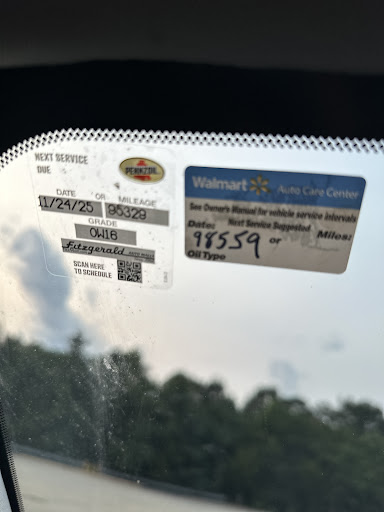 NEXT SERVICE
DUE
PENNZOIL
DATE OR MILEAGE
11/24/25 95329
GRADE
0W16
Fitzgerald AUTO MALLS
SCAN HERE
TO SCHEDULE
Walmart Auto Care Center
See Owner's Manual for vehicle service intervals
Next Service Suggested
Date: or Miles:
98559
Oil Type